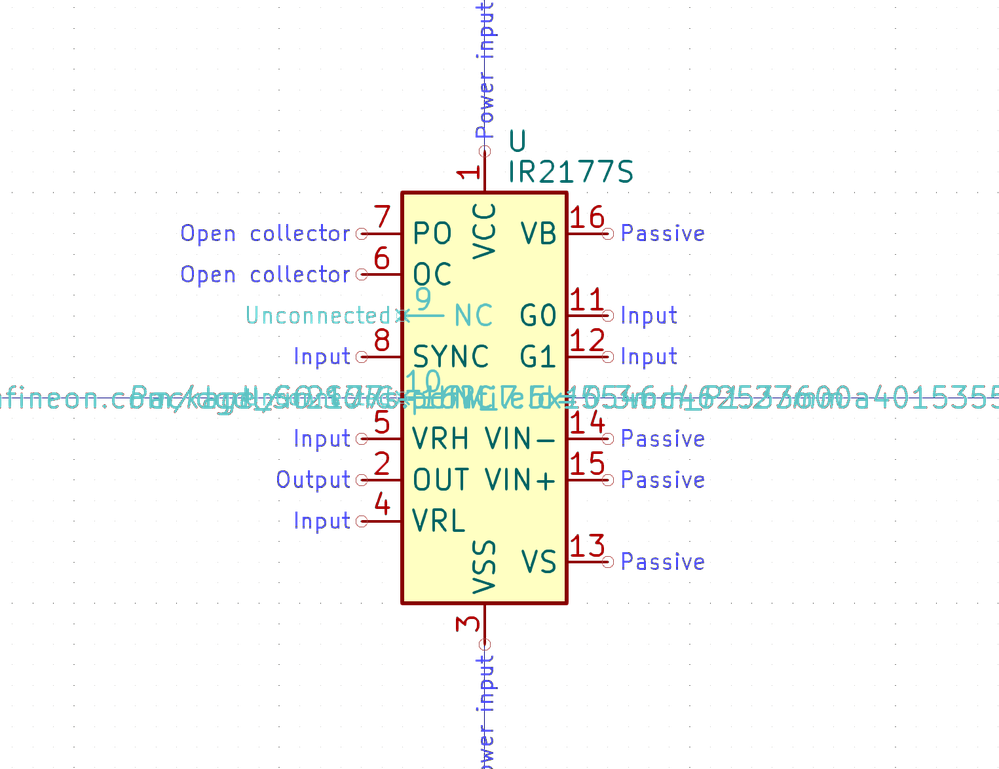 Power input
U
IR2177S
1
VCC
Open collector 7 PO
VB 16 Passive
Open collector 6 OC
Unconnected 9 NC
G0 11 Input
Input 8 SYNC
G1 12 Input
10
Input 5 VRH
VIN- 14 Passive
Output 2 OUT
VIN+ 15 Passive
Input 4 VRL
VSS
VS 13 Passive
3
Power input